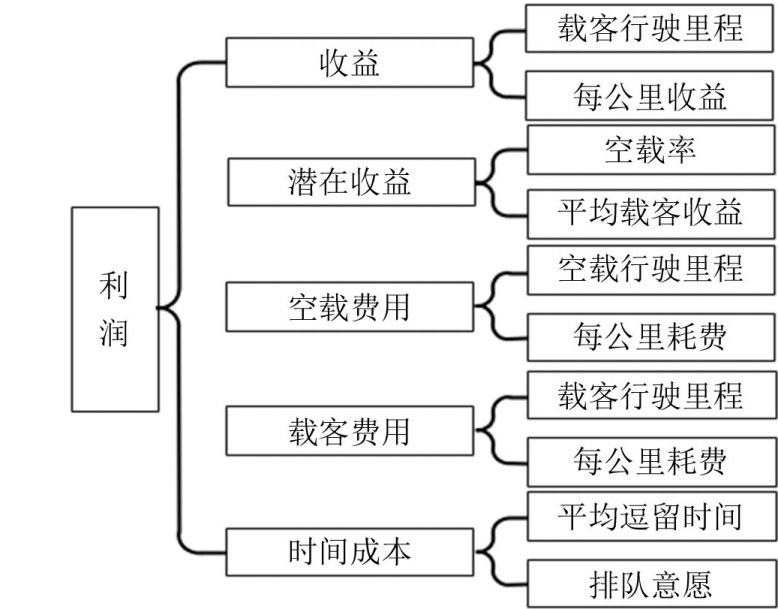 利
润
收益
载客行驶里程
每公里收益
潜在收益
空载率
平均载客收益
空载费用
空载行驶里程
每公里耗费
载客费用
载客行驶里程
每公里耗费
时间成本
平均逗留时间
排队意愿